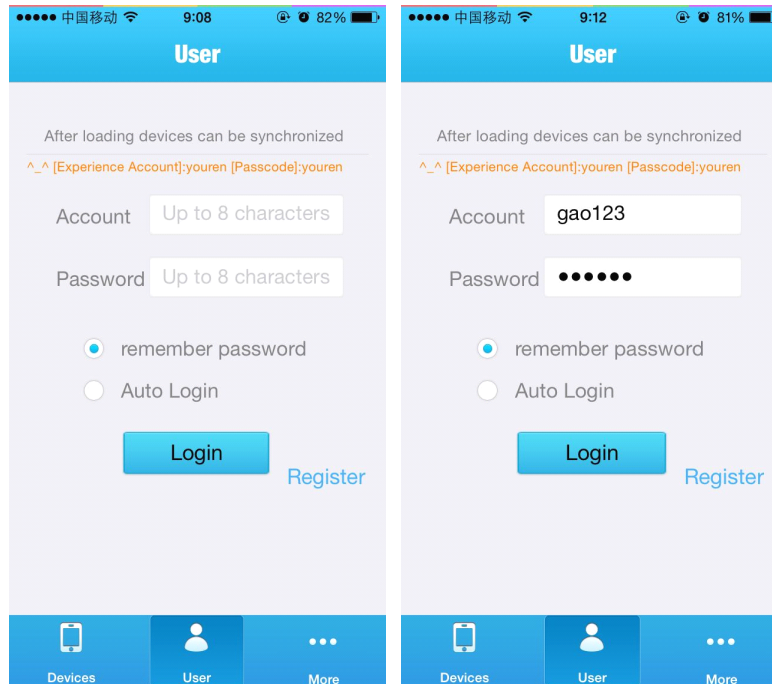 中国移动 9:08 82%
User
After loading devices can be synchronized
^_^ [Experience Account]:youren [Passcode]:youren
Account Up to 8 characters
Password Up to 8 characters
remember password
Auto Login
Login
Register
Devices User More
中国移动 9:12 81%
User
After loading devices can be synchronized
^_^ [Experience Account]:youren [Passcode]:youren
Account gao123
Password ●●●●●●
remember password
Auto Login
Login
Register
Devices User More